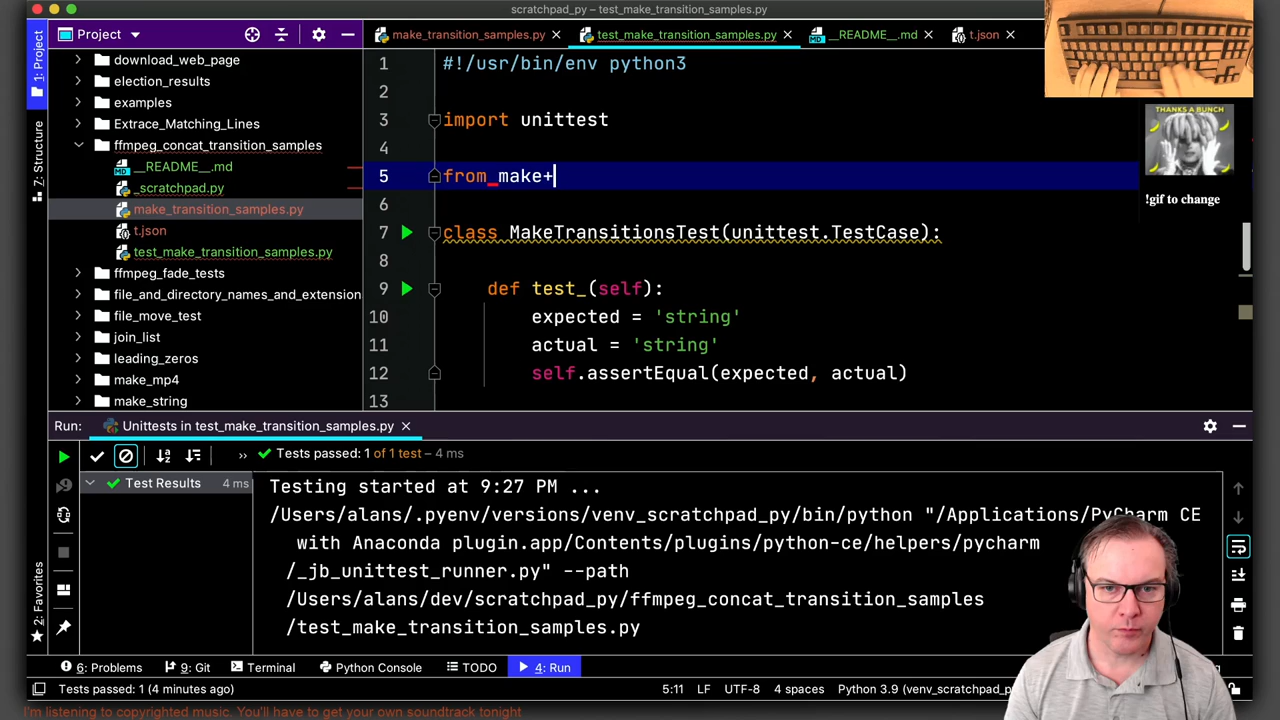 scratchpad_py – test_make_transition_samples.py
Project
make_transition_samples.py
test_make_transition_samples.py
__README__.md
t.json
1: Project
7: Structure
2: Favorites
download_web_page
election_results
examples
Extrace_Matching_Lines
ffmpeg_concat_transition_samples
__README__.md
_scratchpad.py
make_transition_samples.py
t.json
test_make_transition_samples.py
ffmpeg_fade_tests
file_and_directory_names_and_extension
file_move_test
join_list
leading_zeros
make_mp4
make_string
1 #!/usr/bin/env python3
2
3 import unittest
4
5 from make+
6
7 class MakeTransitionsTest(unittest.TestCase):
8
9 def test_(self):
10 expected = 'string'
11 actual = 'string'
12 self.assertEqual(expected, actual)
13
THANKS A BUNCH
!gif to change
Run: Unittests in test_make_transition_samples.py
Tests passed: 1 of 1 test – 4 ms
Test Results 4 ms
Testing started at 9:27 PM ...
/Users/alans/.pyenv/versions/venv_scratchpad_py/bin/python "/Applications/PyCharm CE
with Anaconda plugin.app/Contents/plugins/python-ce/helpers/pycharm
/_jb_unittest_runner.py" --path
/Users/alans/dev/scratchpad_py/ffmpeg_concat_transition_samples
/test_make_transition_samples.py
6: Problems
9: Git
Terminal
Python Console
TODO
4: Run
Tests passed: 1 (4 minutes ago)
5:11 LF UTF-8 4 spaces Python 3.9 (venv_scratchpad_p
I'm listening to copyrighted music. You'll have to get your own soundtrack tonight